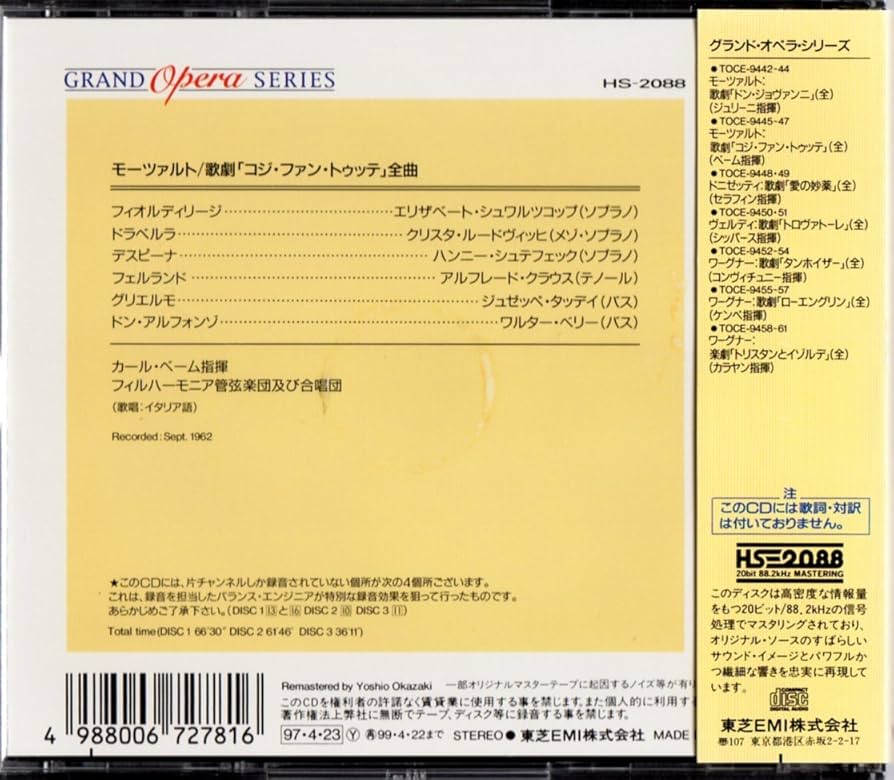 GRAND Opera SERIES
HS-2088
モーツァルト/歌劇「コジ・ファン・トゥッテ」全曲
フィオルディリージ……エリザベート・シュワルツコップ(ソプラノ)
ドラベルラ……クリスタ・ルードヴィッヒ(メゾ・ソプラノ)
デスピーナ……ハンニー・シュテフェック(ソプラノ)
フェルランド……アルフレード・クラウス(テノール)
グリエルモ……ジュゼッペ・タッデイ(バス)
ドン・アルフォンゾ……ワルター・ベリー(バス)
カール・ベーム指揮
フィルハーモニア管弦楽団及び合唱団
(歌唱:イタリア語)
Recorded:Sept. 1962
★このCDには、片チャンネルしか録音されていない個所が次の4個所ございます。
これは、録音を担当したバランス・エンジニアが特別な録音効果を狙って行ったものです。
あらかじめご了承下さい。(DISC 1 ⑬と⑯ DISC 2 ⑩ DISC 3 ⑪)
Total time(DISC 1 66'30" DISC 2 61'46" DISC 3 36'11")
4 988006 727816
Remastered by Yoshio Okazaki 一部オリジナルマスターテープに起因するノイズ等が有り
このCDを権利者の許諾なく賃貸業に使用する事を禁じます。また個人的に利用する
著作権法上弊社に無断でテープ、ディスク等に録音する事を禁じます。
97・4・23 Ⓨ 再99・4・22まで STEREO ● 東芝EMI株式会社 MADE I
グランド・オペラ・シリーズ
●TOCE-9442-44
モーツァルト:
歌劇「ドン・ジョヴァンニ」(全)
(ジュリーニ指揮)
●TOCE-9445-47
モーツァルト:
歌劇「コジ・ファン・トゥッテ」(全)
(ベーム指揮)
●TOCE-9448・49
ドニゼッティ:歌劇「愛の妙薬」(全)
(セラフィン指揮)
●TOCE-9450・51
ヴェルディ:歌劇「トロヴァトーレ」(全)
(シッパース指揮)
●TOCE-9452-54
ワーグナー:歌劇「タンホイザー」(全)
(コンヴィチュニー指揮)
●TOCE-9455-57
ワーグナー:歌劇「ローエングリン」(全)
(ケンペ指揮)
●TOCE-9458-61
ワーグナー:
楽劇「トリスタンとイゾルデ」(全)
(カラヤン指揮)
注
このCDには歌詞・対訳
は付いておりません。
HS-2088
20bit 88.2kHz MASTERING
このディスクは高密度な情報量
をもつ20ビット/88.2kHzの信号
処理でマスタリングされており、
オリジナル・ソースのすばらしい
サウンド・イメージとパワフルか
つ繊細な響きを忠実に再現して
います。
COMPACT
disc
DIGITAL AUDIO
東芝EMI株式会社
〒107 東京都港区赤坂2-2-17